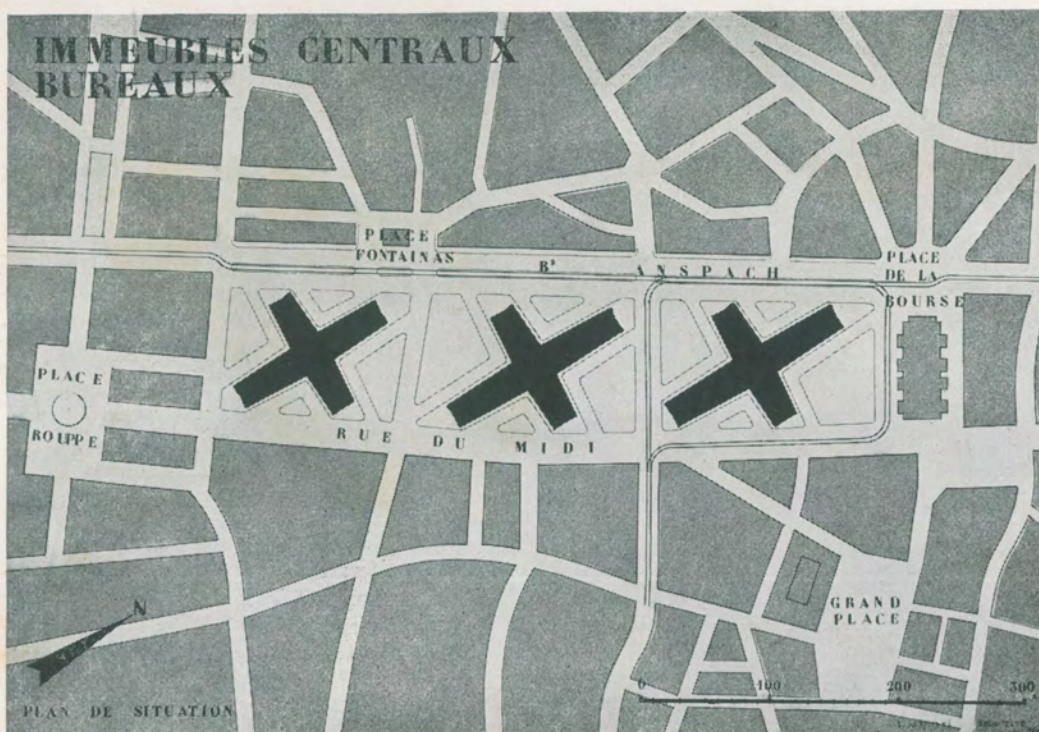 IMMEUBLES CENTRAUX
BUREAUX
PLACE
FONTAINAS
Bᴰ ANSPACH
PLACE
DE LA
BOURSE
PLACE
ROUPPE
RUE DU MIDI
GRAND
PLACE
N
0 100 200 300
PLAN DE SITUATION